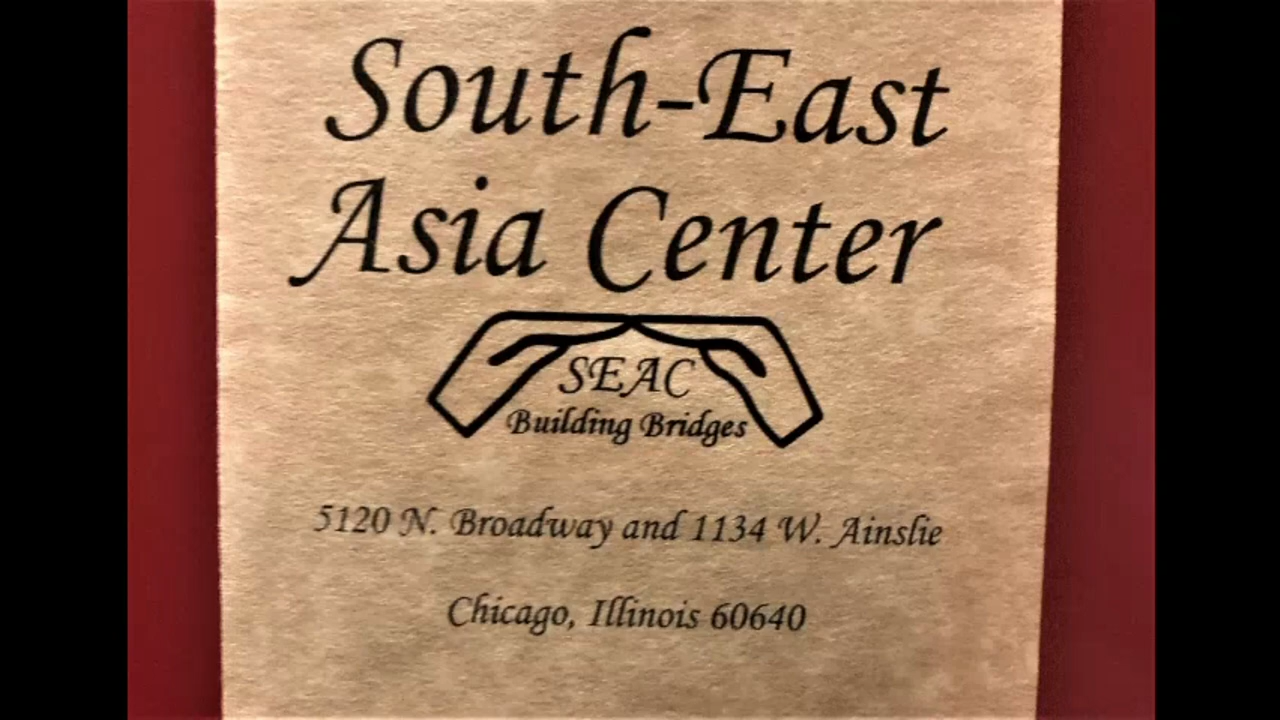 South-East
Asia Center
SEAC
Building Bridges
5120 N. Broadway and 1134 W. Ainslie
Chicago, Illinois 60640